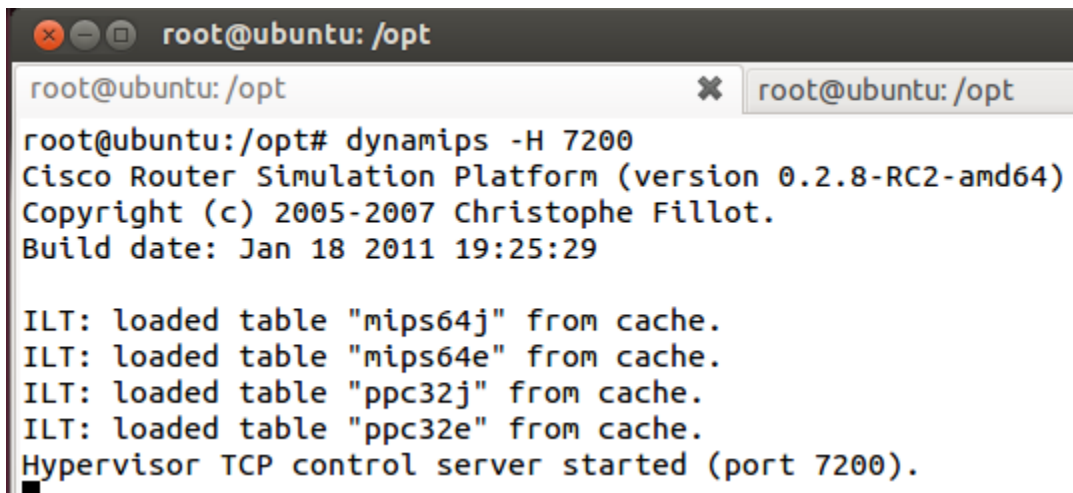 root@ubuntu: /opt
root@ubuntu: /opt
root@ubuntu: /opt
root@ubuntu:/opt# dynamips -H 7200
Cisco Router Simulation Platform (version 0.2.8-RC2-amd64)
Copyright (c) 2005-2007 Christophe Fillot.
Build date: Jan 18 2011 19:25:29
ILT: loaded table "mips64j" from cache.
ILT: loaded table "mips64e" from cache.
ILT: loaded table "ppc32j" from cache.
ILT: loaded table "ppc32e" from cache.
Hypervisor TCP control server started (port 7200).